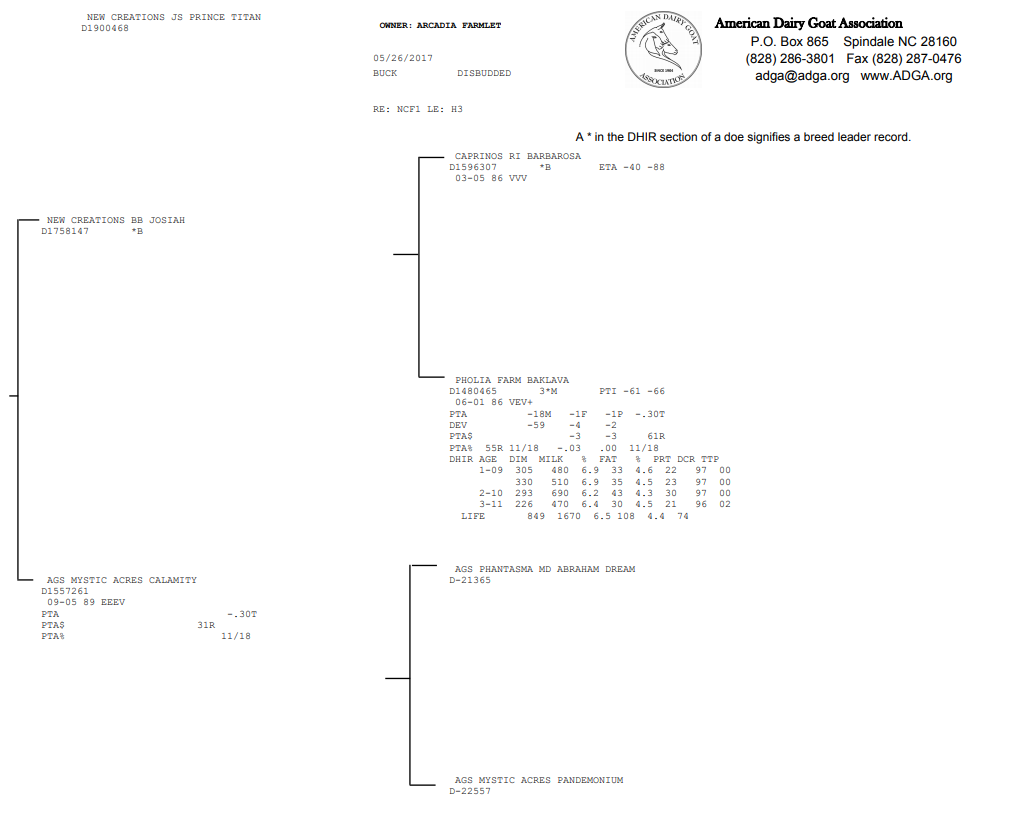 NEW CREATIONS JS PRINCE TITAN
D1900468
OWNER: ARCADIA FARMLET
05/26/2017
BUCK DISBUDDED
RE: NCF1 LE: H3
AMERICAN DAIRY GOAT
SINCE 1904
ASSOCIATION
American Dairy Goat Association
P.O. Box 865 Spindale NC 28160
(828) 286-3801 Fax (828) 287-0476
adga@adga.org www.ADGA.org
A * in the DHIR section of a doe signifies a breed leader record.
CAPRINOS RI BARBAROSA
D1596307 *B ETA -40 -88
03-05 86 VVV
NEW CREATIONS BB JOSIAH
D1758147 *B
PHOLIA FARM BAKLAVA
D1480465 3*M PTI -61 -66
06-01 86 VEV+
PTA -18M -1F -1P -.30T
DEV -59 -4 -2
PTA$ -3 -3 61R
PTA% 55R 11/18 -.03 .00 11/18
DHIR AGE DIM MILK % FAT % PRT DCR TTP
1-09 305 480 6.9 33 4.6 22 97 00
330 510 6.9 35 4.5 23 97 00
2-10 293 690 6.2 43 4.3 30 97 00
3-11 226 470 6.4 30 4.5 21 96 02
LIFE 849 1670 6.5 108 4.4 74
AGS MYSTIC ACRES CALAMITY
D1557261
09-05 89 EEEV
PTA -.30T
PTA$ 31R
PTA% 11/18
AGS PHANTASMA MD ABRAHAM DREAM
D-21365
AGS MYSTIC ACRES PANDEMONIUM
D-22557